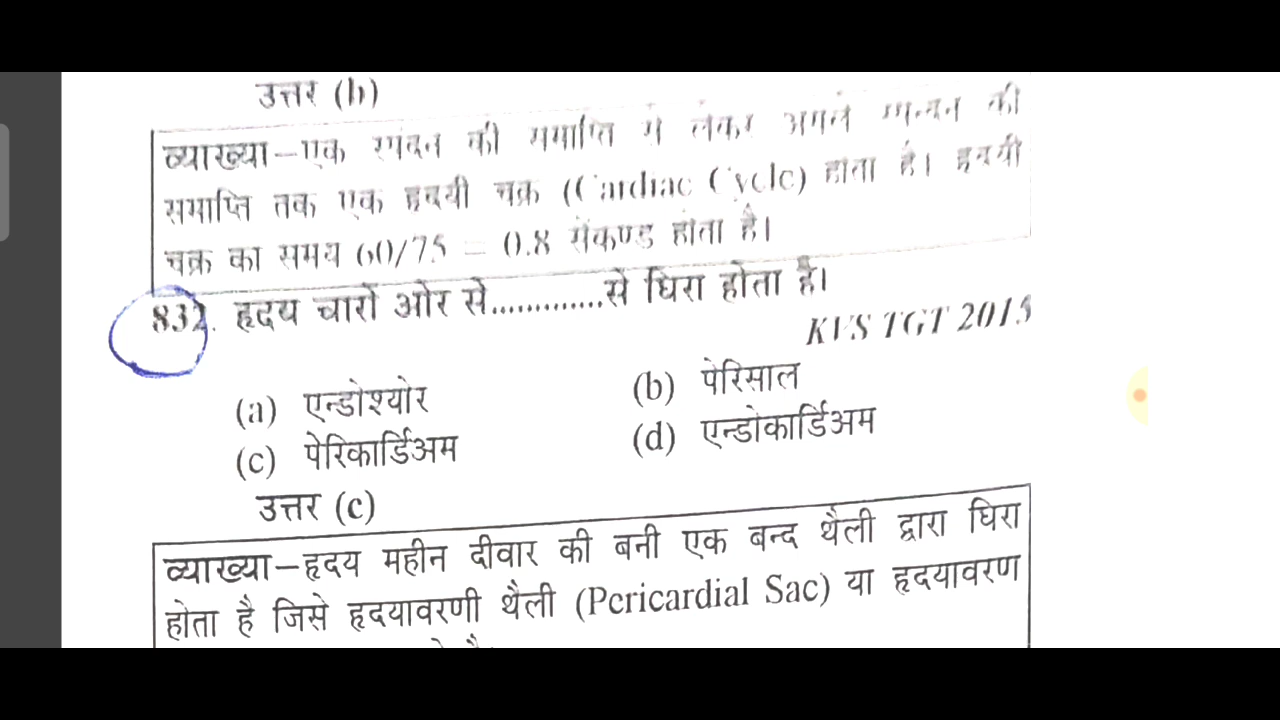 उत्तर (b)
व्याख्या–एक स्पंदन की समाप्ति से लेकर अगले स्पन्दन की
समाप्ति तक एक हृदयी चक्र (Cardiac Cycle) होता है। हृदयी
चक्र का समय 60/75 = 0.8 सेकण्ड होता है।
832. हृदय चारों ओर से.............से घिरा होता है।
KVS TGT 2015
(a) एन्डोश्योर
(b) पेरिसाल
(c) पेरिकार्डिअम
(d) एन्डोकार्डिअम
उत्तर (c)
व्याख्या–हृदय महीन दीवार की बनी एक बन्द थैली द्वारा घिरा
होता है जिसे हृदयावरणी थैली (Pericardial Sac) या हृदयावरण